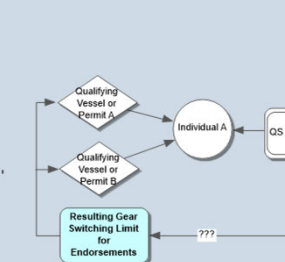 Qualifying
Vessel or
Permit A
Individual A
QS
Qualifying
Vessel or
Permit B
Resulting Gear
Switching Limit
for
Endorsements
???